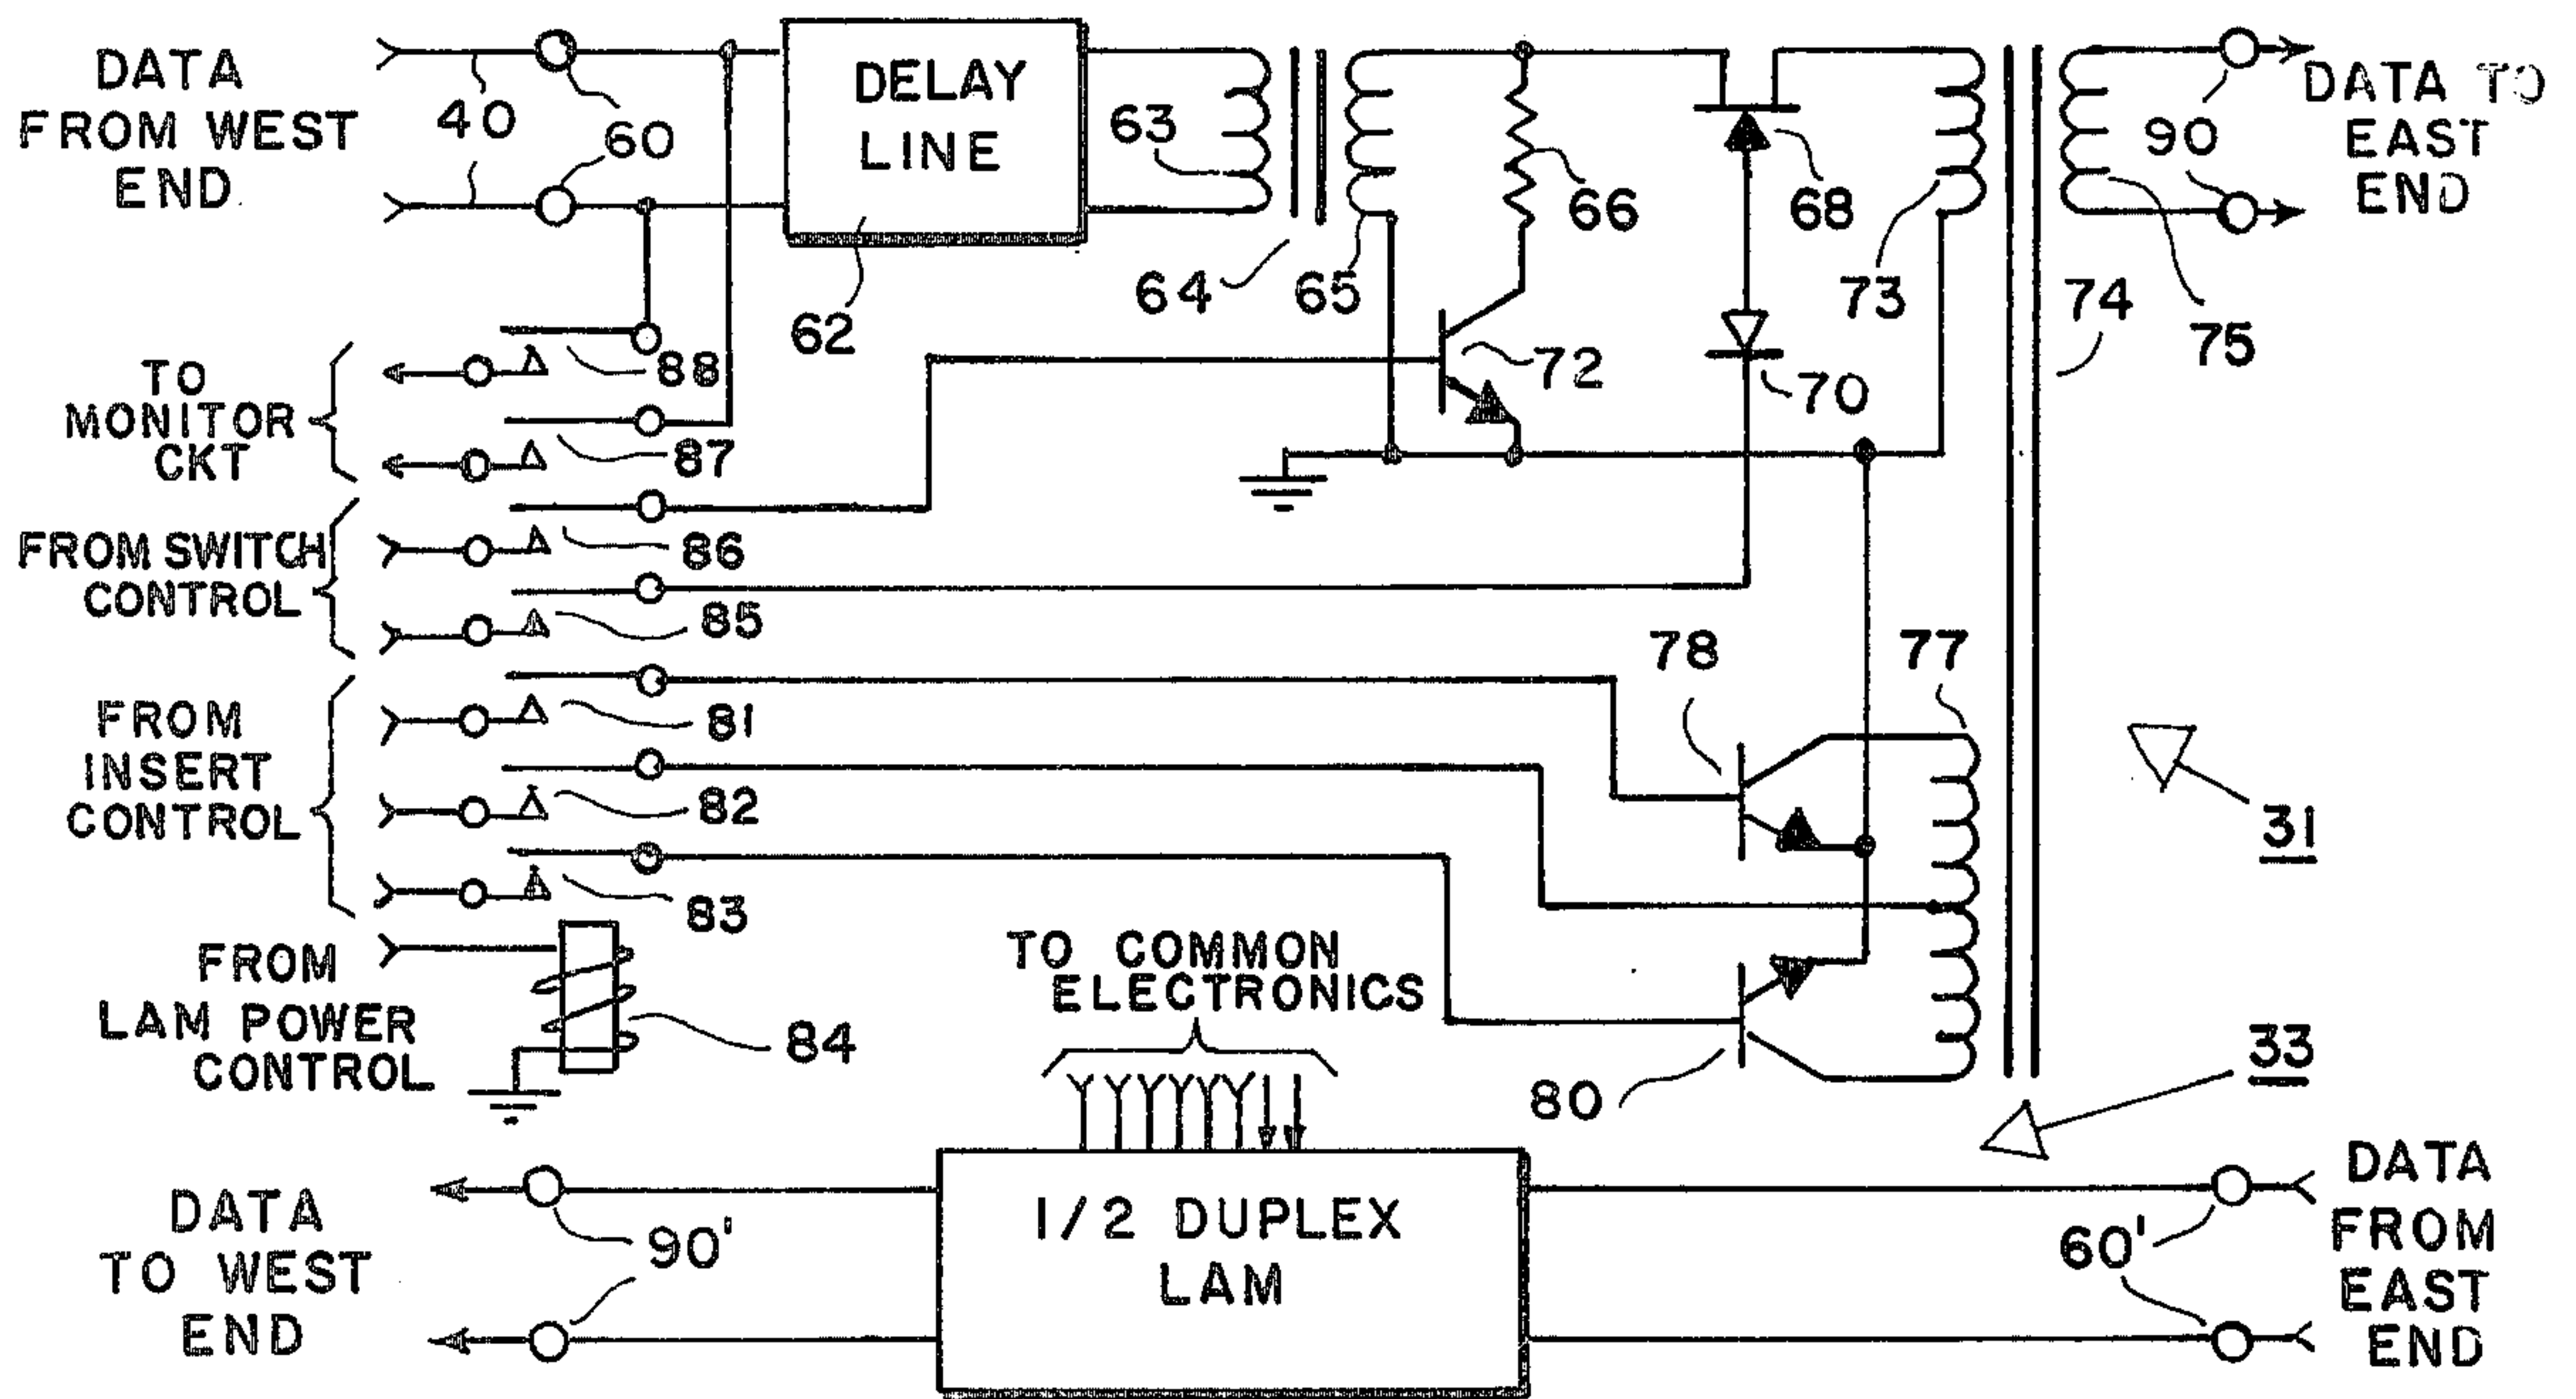 DATA
FROM WEST
END
40
60
DELAY
LINE
62
63
64
65
66
68
70
72
73
74
75
90
DATA TO
EAST
END
TO
MONITOR
CKT
88
87
FROM SWITCH
CONTROL
86
85
FROM
INSERT
CONTROL
81
82
83
78
77
80
31
33
FROM
LAM POWER
CONTROL
84
TO COMMON
ELECTRONICS
DATA
TO WEST
END
90'
1/2 DUPLEX
LAM
60'
DATA
FROM
EAST
END